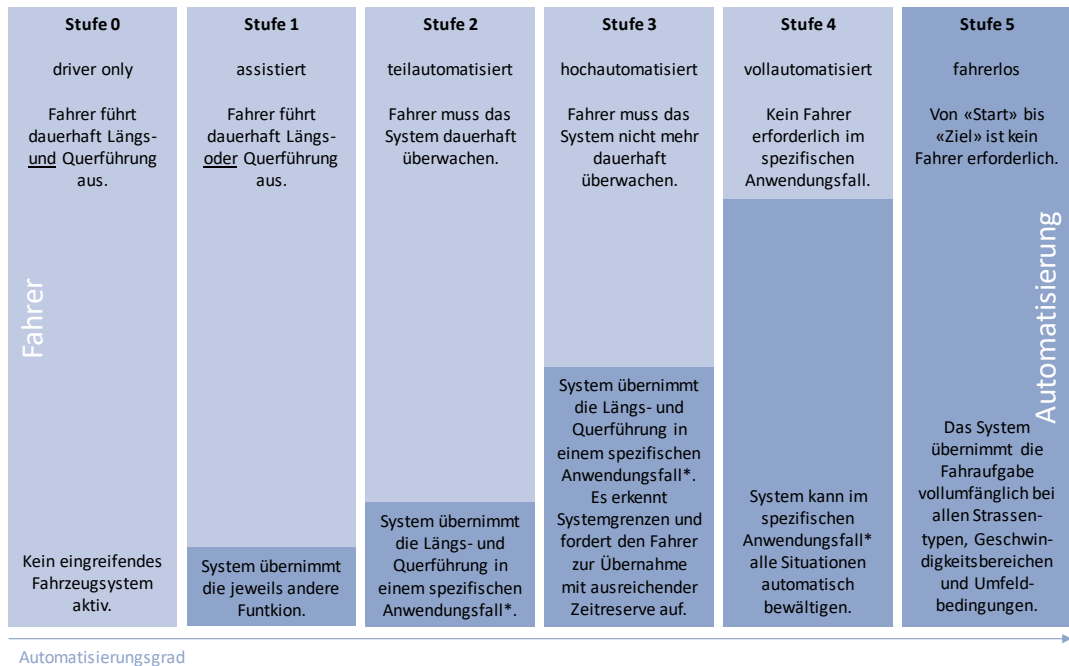 Stufe 0
driver only
Fahrer führt
dauerhaft Längs-
und Querführung
aus.
Fahrer
Kein eingreifendes
Fahrzeugsystem
aktiv.
Stufe 1
assistiert
Fahrer führt
dauerhaft Längs-
oder Querführung
aus.
System übernimmt
die jeweils andere
Funtkion.
Stufe 2
teilautomatisiert
Fahrer muss das
System dauerhaft
überwachen.
System übernimmt
die Längs- und
Querführung in
einem spezifischen
Anwendungsfall*.
Stufe 3
hochautomatisiert
Fahrer muss das
System nicht mehr
dauerhaft
überwachen.
System übernimmt
die Längs- und
Querführung in
einem spezifischen
Anwendungsfall*.
Es erkennt
Systemgrenzen und
fordert den Fahrer
zur Übernahme
mit ausreichender
Zeitreserve auf.
Stufe 4
vollautomatisiert
Kein Fahrer
erforderlich im
spezifischen
Anwendungsfall.
System kann im
spezifischen
Anwendungsfall*
alle Situationen
automatisch
bewältigen.
Stufe 5
fahrerlos
Von «Start» bis
«Ziel» ist kein
Fahrer erforderlich.
Automatisierung
Das System
übernimmt die
Fahraufgabe
vollumfänglich bei
allen Strassen-
typen, Geschwin-
digkeitsbereichen
und Umfeld-
bedingungen.
Automatisierungsgrad